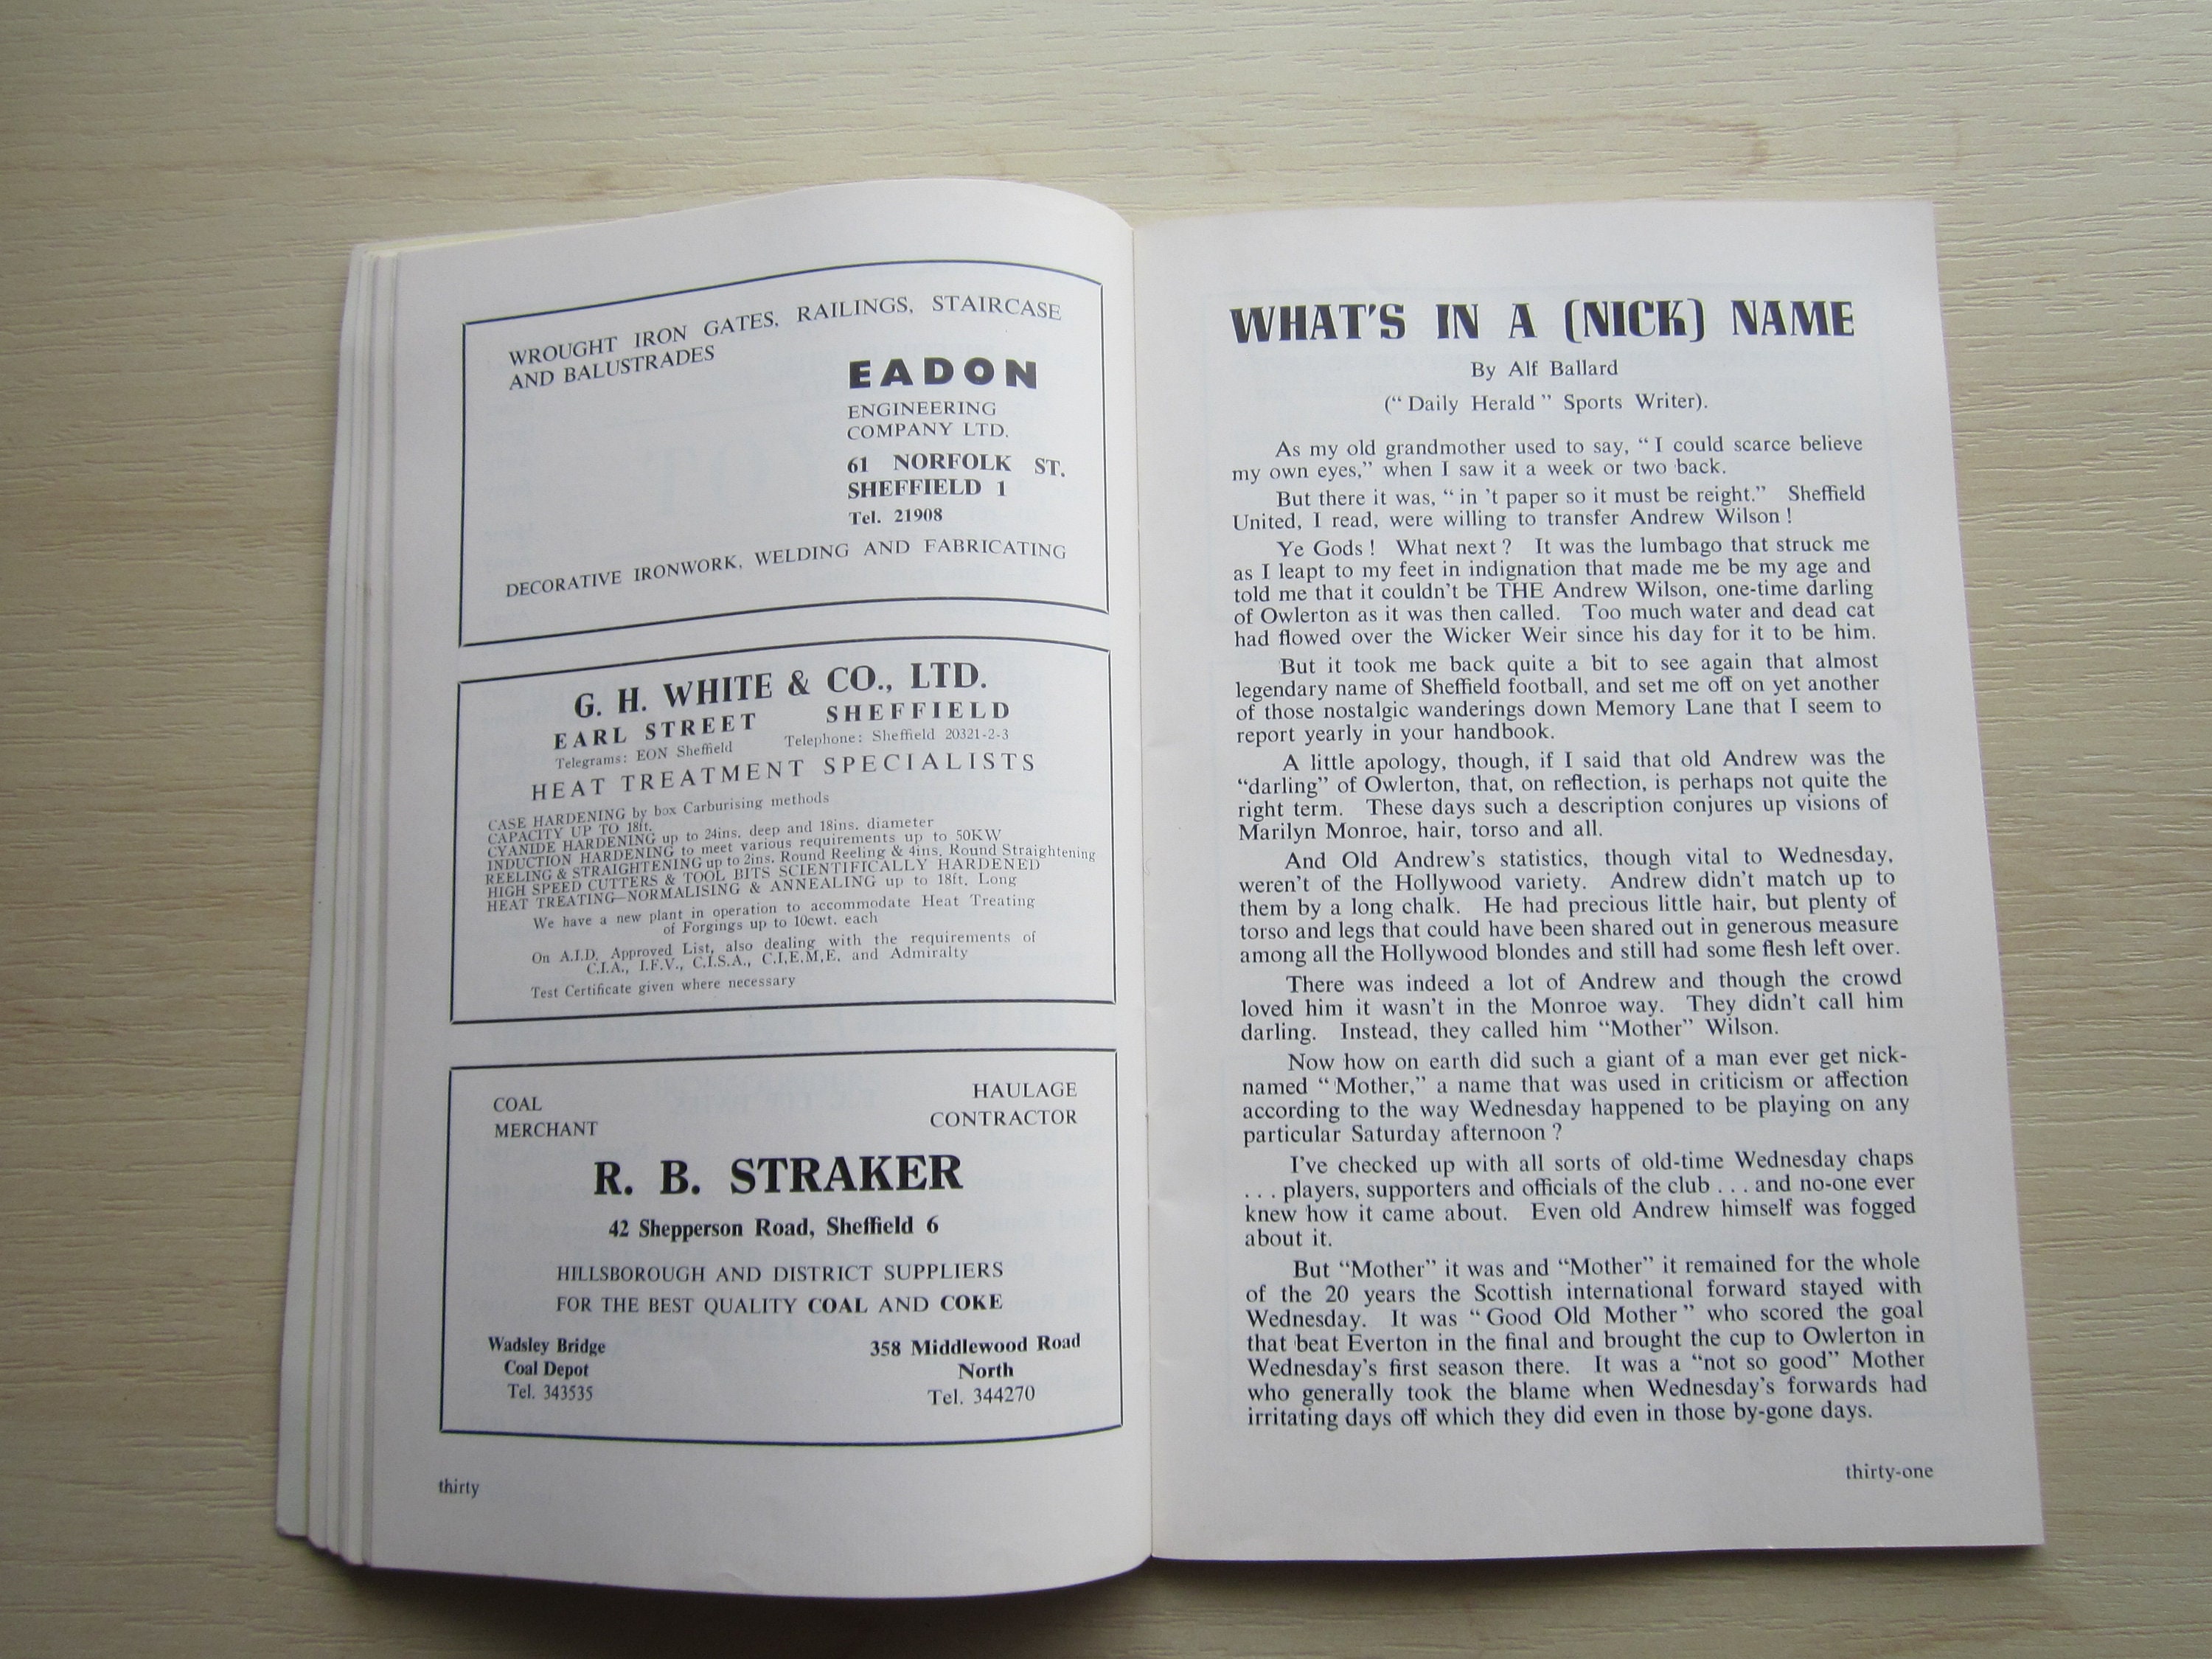 WROUGHT IRON GATES, RAILINGS, STAIRCASE
AND BALUSTRADES
EADON
ENGINEERING
COMPANY LTD.
61 NORFOLK ST.
SHEFFIELD 1
Tel. 21908
DECORATIVE IRONWORK, WELDING AND FABRICATING
G. H. WHITE & CO., LTD.
EARL STREET SHEFFIELD
Telegrams: EON Sheffield Telephone: Sheffield 20321-2-3
HEAT TREATMENT SPECIALISTS
CASE HARDENING by box Carburising methods
CAPACITY UP TO 18ft.
CYANIDE HARDENING up to 24ins. deep and 18ins. diameter
INDUCTION HARDENING to meet various requirements up to 50KW
REELING & STRAIGHTENING up to 2ins. Round Reeling & 4ins. Round Straightening
HIGH SPEED CUTTERS & TOOL BITS SCIENTIFICALLY HARDENED
HEAT TREATING—NORMALISING & ANNEALING up to 18ft. Long
We have a new plant in operation to accommodate Heat Treating
of Forgings up to 10cwt. each
On A.I.D. Approved List, also dealing with the requirements of
C.I.A., I.F.V., C.I.S.A., C.I.E.M.E. and Admiralty
Test Certificate given where necessary
COAL
MERCHANT
HAULAGE
CONTRACTOR
R. B. STRAKER
42 Shepperson Road, Sheffield 6
HILLSBOROUGH AND DISTRICT SUPPLIERS
FOR THE BEST QUALITY COAL AND COKE
Wadsley Bridge
Coal Depot
Tel. 343535
358 Middlewood Road
North
Tel. 344270
thirty
WHAT'S IN A (NICK) NAME
By Alf Ballard
(“Daily Herald” Sports Writer).
As my old grandmother used to say, “I could scarce believe
my own eyes,” when I saw it a week or two back.
But there it was, “in 't paper so it must be reight.” Sheffield
United, I read, were willing to transfer Andrew Wilson!
Ye Gods! What next? It was the lumbago that struck me
as I leapt to my feet in indignation that made me be my age and
told me that it couldn't be THE Andrew Wilson, one-time darling
of Owlerton as it was then called. Too much water and dead cat
had flowed over the Wicker Weir since his day for it to be him.
But it took me back quite a bit to see again that almost
legendary name of Sheffield football, and set me off on yet another
of those nostalgic wanderings down Memory Lane that I seem to
report yearly in your handbook.
A little apology, though, if I said that old Andrew was the
“darling” of Owlerton, that, on reflection, is perhaps not quite the
right term. These days such a description conjures up visions of
Marilyn Monroe, hair, torso and all.
And Old Andrew's statistics, though vital to Wednesday,
weren't of the Hollywood variety. Andrew didn't match up to
them by a long chalk. He had precious little hair, but plenty of
torso and legs that could have been shared out in generous measure
among all the Hollywood blondes and still had some flesh left over.
There was indeed a lot of Andrew and though the crowd
loved him it wasn't in the Monroe way. They didn't call him
darling. Instead, they called him “Mother” Wilson.
Now how on earth did such a giant of a man ever get nick-
named “Mother,” a name that was used in criticism or affection
according to the way Wednesday happened to be playing on any
particular Saturday afternoon?
I've checked up with all sorts of old-time Wednesday chaps
. . . players, supporters and officials of the club . . . and no-one ever
knew how it came about. Even old Andrew himself was fogged
about it.
But “Mother” it was and “Mother” it remained for the whole
of the 20 years the Scottish international forward stayed with
Wednesday. It was “Good Old Mother” who scored the goal
that beat Everton in the final and brought the cup to Owlerton in
Wednesday's first season there. It was a “not so good” Mother
who generally took the blame when Wednesday's forwards had
irritating days off which they did even in those by-gone days.
thirty-one